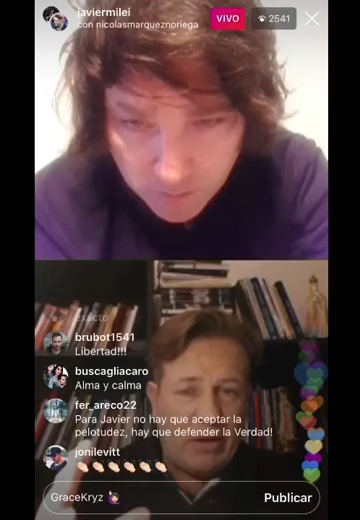 javiermilei
con nicolasmarqueznoriega
VIVO
2541
exacto
brubot1541
Libertad!!!
buscagliacaro
Alma y calma
fer_areco22
Para Javier no hay que aceptar la
pelotudez, hay que defender la Verdad!
jonilevitt
👏🏻👏🏻👏🏻👏🏻👏🏻👏🏻
GraceKryz 🙋🏻‍♀️
Publicar